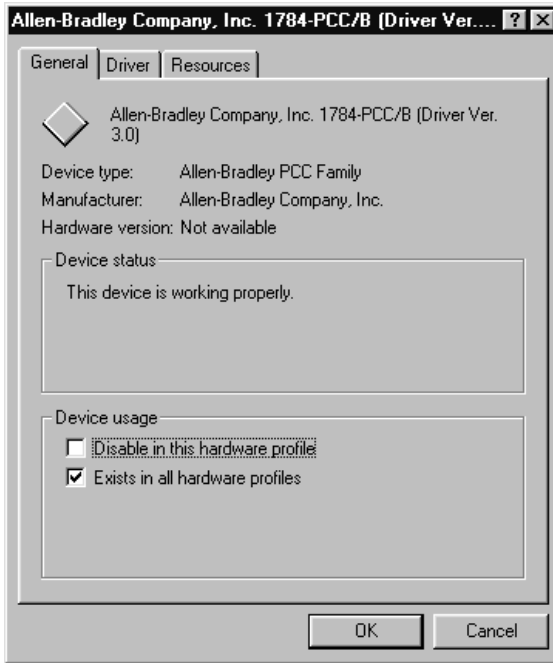 Allen-Bradley Company, Inc. 1784-PCC/B (Driver Ver....
General Driver Resources
Allen-Bradley Company, Inc. 1784-PCC/B (Driver Ver.
3.0)
Device type: Allen-Bradley PCC Family
Manufacturer: Allen-Bradley Company, Inc.
Hardware version: Not available
Device status
This device is working properly.
Device usage
Disable in this hardware profile
Exists in all hardware profiles
OK Cancel